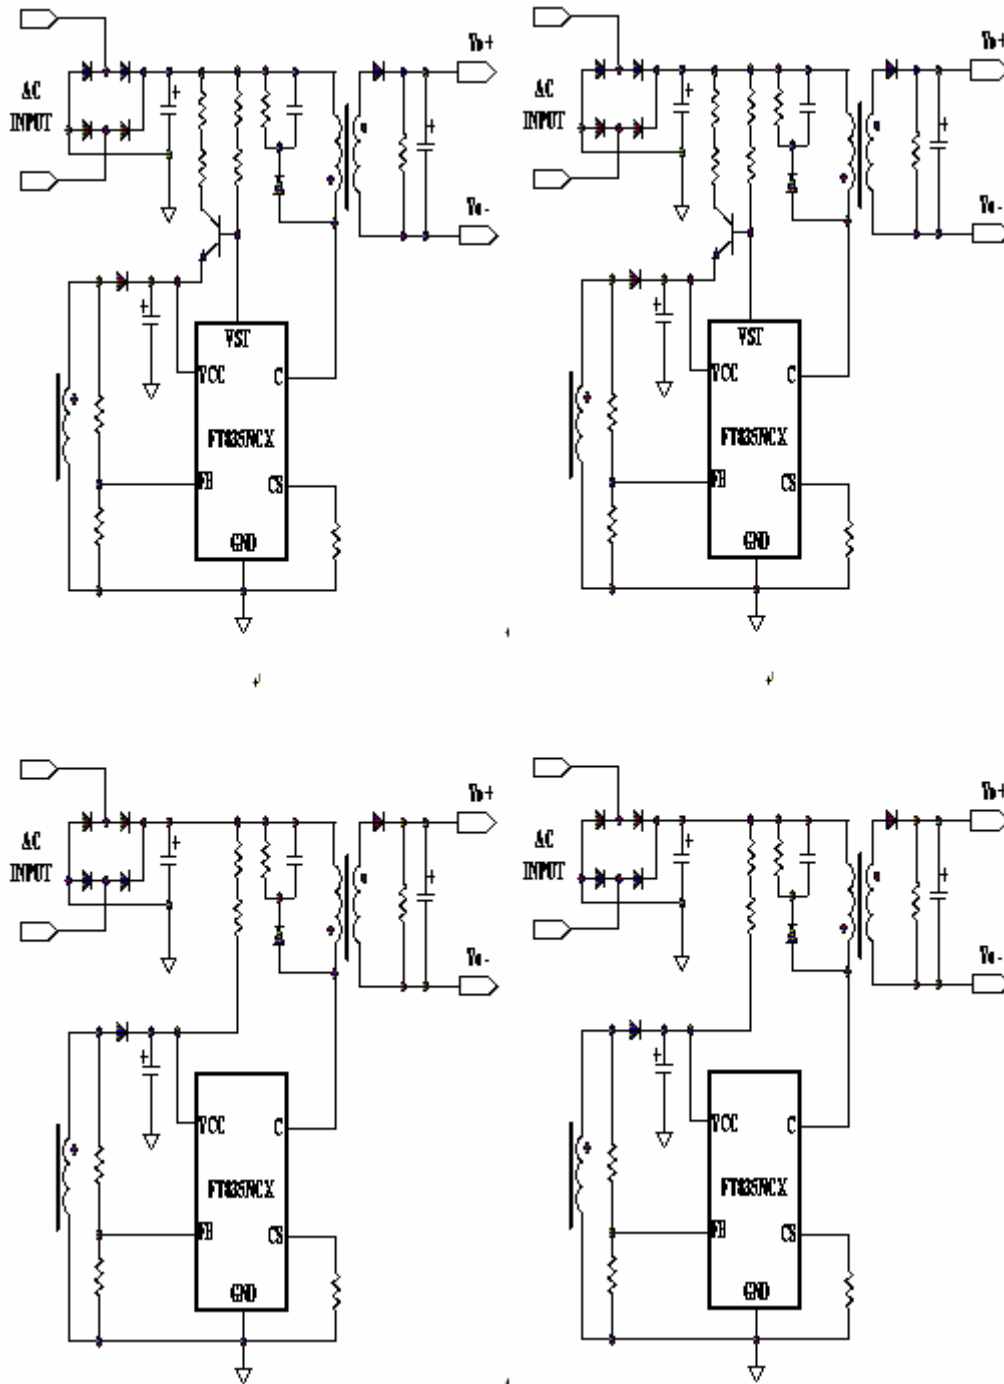 Vo+
Vo+
AC
INPUT
AC
INPUT
Vo-
Vo-
VST
VST
VCC
C
VCC
C
FT835NCX
FT835NCX
FB
CS
FB
CS
GND
GND
Vo+
Vo+
AC
INPUT
AC
INPUT
Vo-
Vo-
VCC
C
VCC
C
FT835NCX
FT835NCX
FB
CS
FB
CS
GND
GND